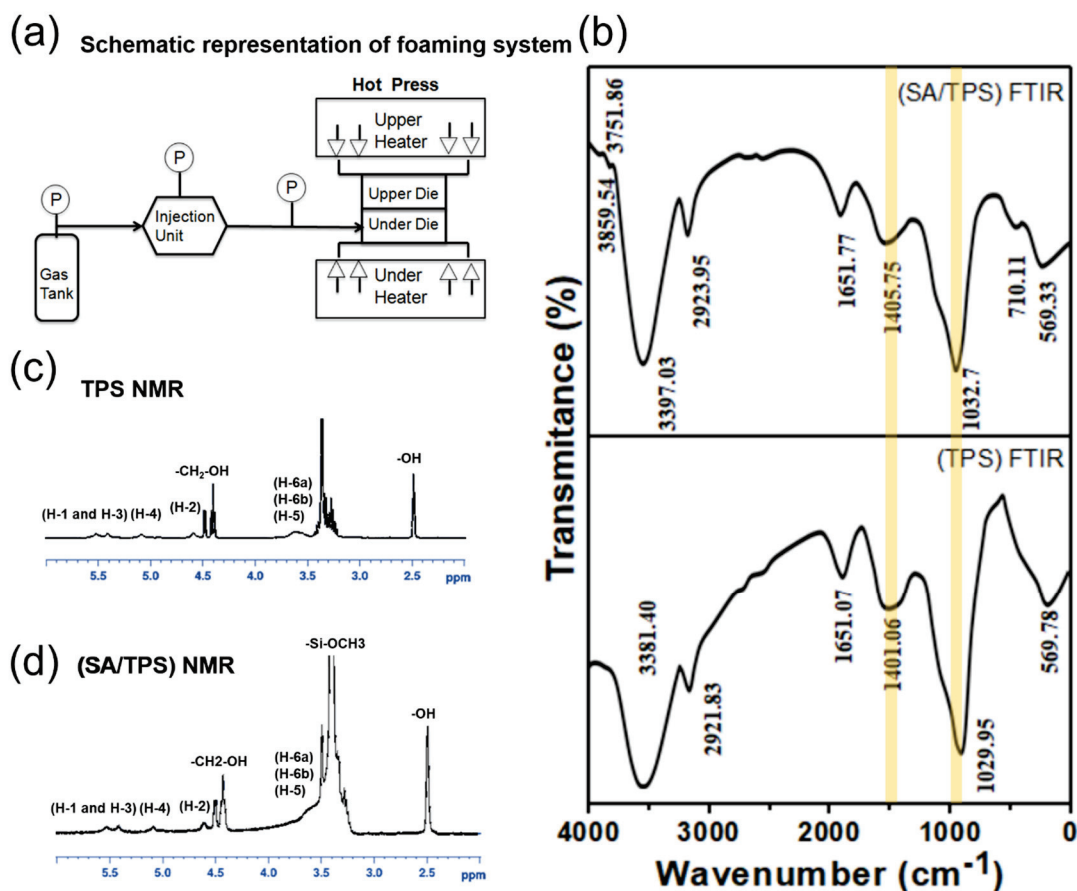 (a)
Schematic representation of foaming system
Hot Press
Upper
Heater
P
P
P
Injection
Unit
Upper Die
Under Die
Gas
Tank
Under
Heater
(b)
(SA/TPS) FTIR
3859.54
3751.86
3397.03
2923.95
1651.77
1405.75
1032.7
710.11
569.33
(TPS) FTIR
3381.40
2921.83
1651.07
1401.06
1029.95
569.78
Transmitance (%)
4000 3000 2000 1000 0
Wavenumber (cm⁻¹)
(c)
TPS NMR
(H-1 and H-3) (H-4)
(H-2)
-CH₂-OH
(H-6a)
(H-6b)
(H-5)
-OH
5.5 5.0 4.5 4.0 3.5 3.0 2.5 ppm
(d)
(SA/TPS) NMR
(H-1 and H-3) (H-4)
(H-2)
-CH2-OH
(H-6a)
(H-6b)
(H-5)
-Si-OCH3
-OH
5.5 5.0 4.5 4.0 3.5 3.0 2.5 ppm